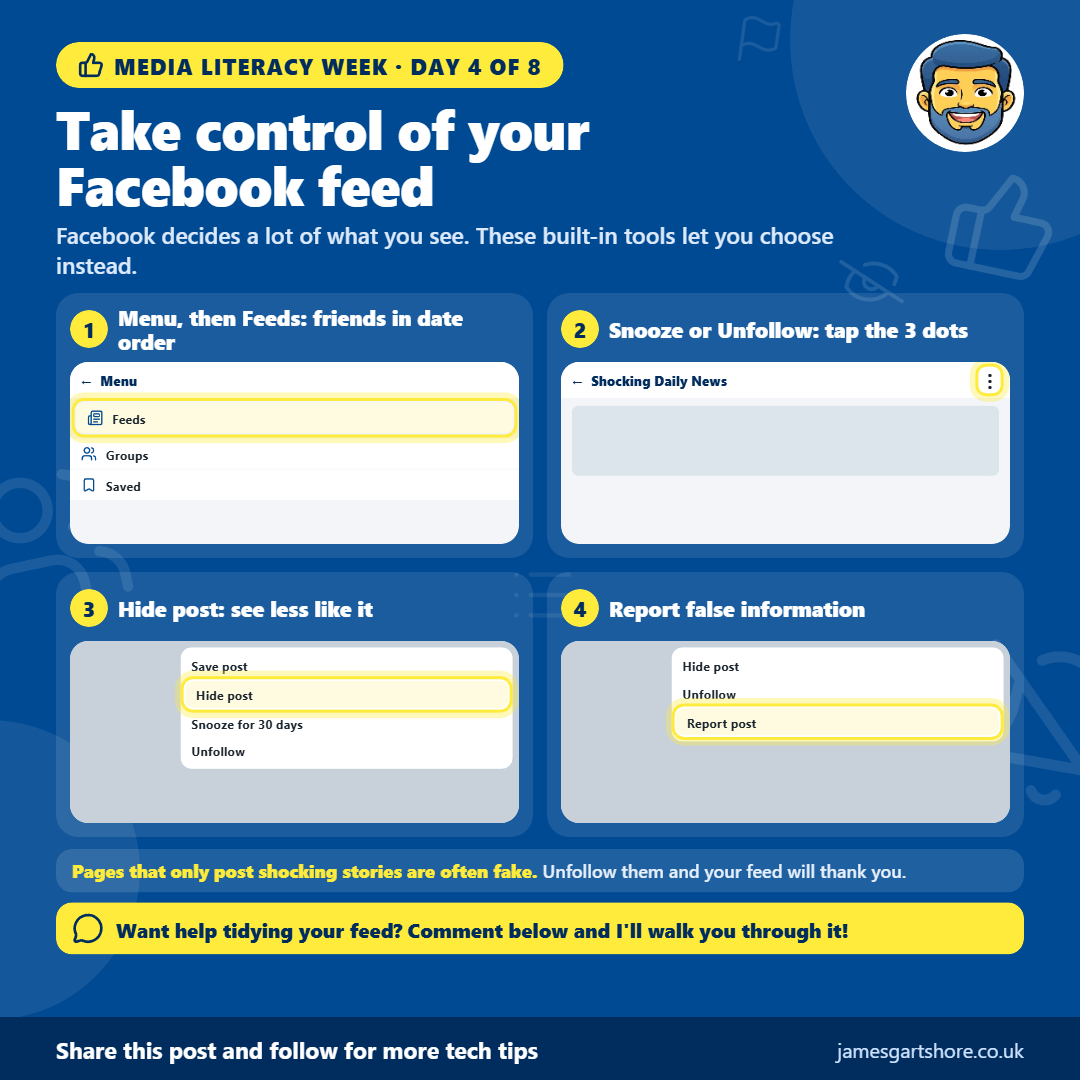 MEDIA LITERACY WEEK · DAY 4 OF 8
Take control of your
Facebook feed
Facebook decides a lot of what you see. These built-in tools let you choose
instead.
1
Menu, then Feeds: friends in date
order
← Menu
Feeds
Groups
Saved
2
Snooze or Unfollow: tap the 3 dots
← Shocking Daily News
3
Hide post: see less like it
Save post
Hide post
Snooze for 30 days
Unfollow
4
Report false information
Hide post
Unfollow
Report post
Pages that only post shocking stories are often fake. Unfollow them and your feed will thank you.
Want help tidying your feed? Comment below and I'll walk you through it!
Share this post and follow for more tech tips
jamesgartshore.co.uk